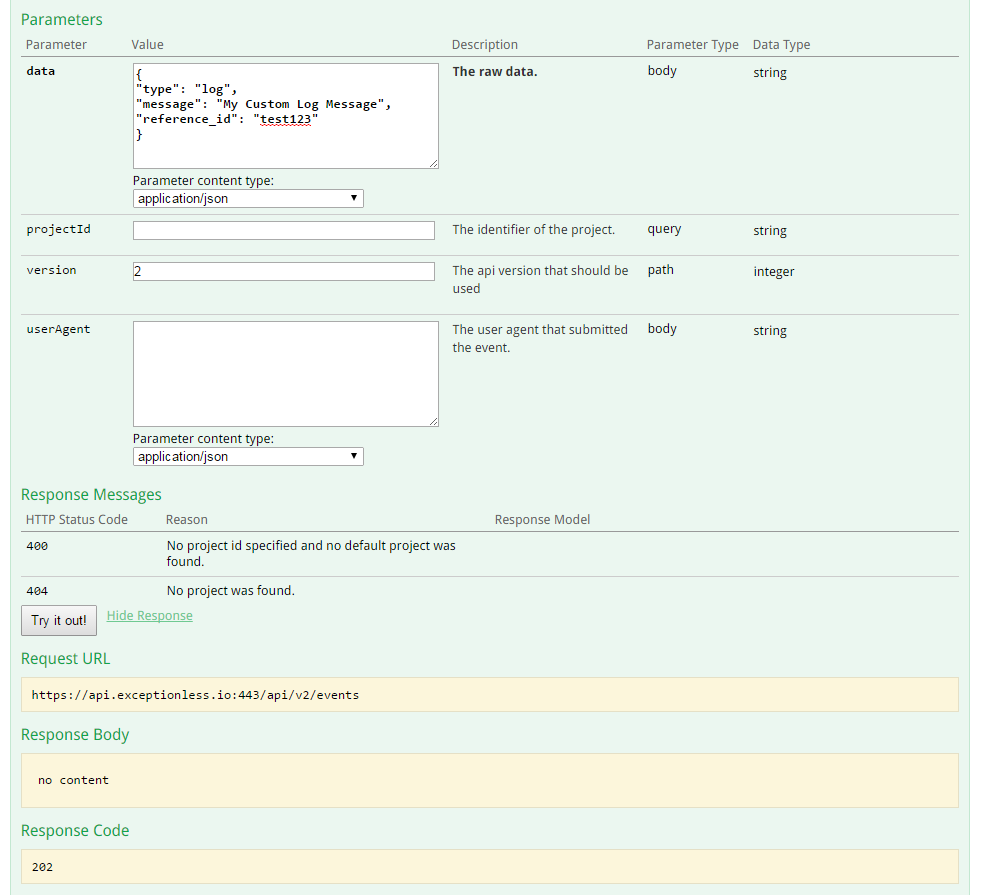 Parameters
Parameter Value Description Parameter Type Data Type
data
{
"type": "log",
"message": "My Custom Log Message",
"reference_id": "test123"
}
The raw data. body string
Parameter content type:
application/json
projectId The identifier of the project. query string
version 2 The api version that should be used path integer
userAgent The user agent that submitted the event. body string
Parameter content type:
application/json
Response Messages
HTTP Status Code Reason Response Model
400 No project id specified and no default project was
found.
404 No project was found.
Try it out! Hide Response
Request URL
https://api.exceptionless.io:443/api/v2/events
Response Body
no content
Response Code
202